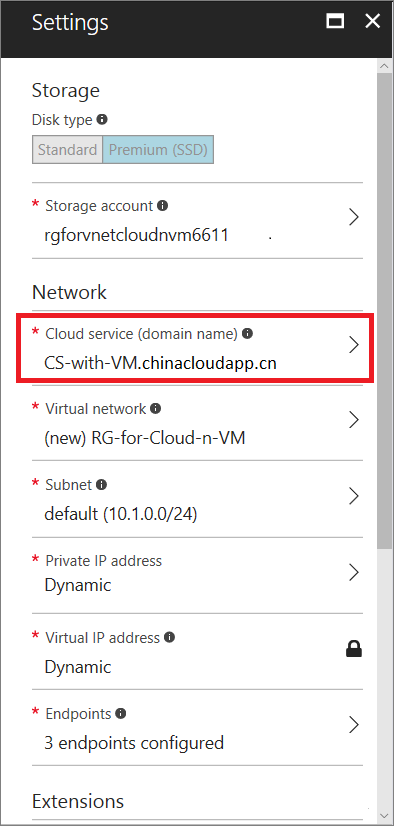 Settings
Storage
Disk type
Standard Premium (SSD)
* Storage account
rgforvnetcloudnvm6611 .
Network
* Cloud service (domain name)
CS-with-VM.chinacloudapp.cn
* Virtual network
(new) RG-for-Cloud-n-VM
* Subnet
default (10.1.0.0/24)
* Private IP address
Dynamic
* Virtual IP address
Dynamic
* Endpoints
3 endpoints configured
Extensions